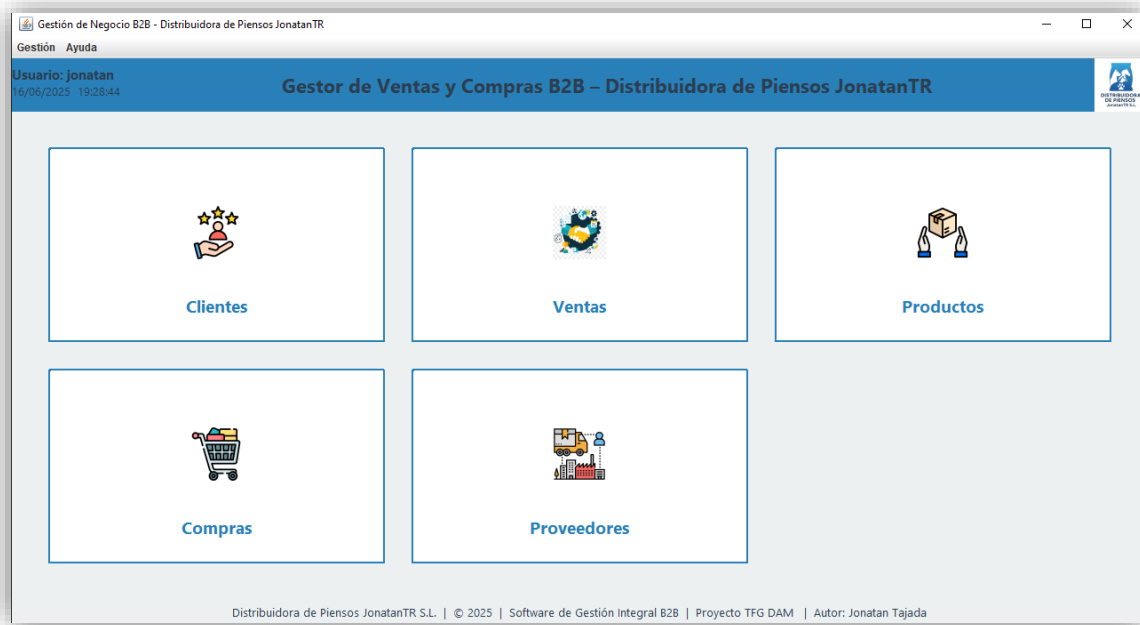 Gestión de Negocio B2B - Distribuidora de Piensos JonatanTR
Gestión Ayuda
Usuario: jonatan
16/06/2025 19:28:44
Gestor de Ventas y Compras B2B – Distribuidora de Piensos JonatanTR
DISTRIBUIDORA
DE PIENSOS
JonatanTR S.L.
Clientes
Ventas
Productos
Compras
Proveedores
Distribuidora de Piensos JonatanTR S.L. | © 2025 | Software de Gestión Integral B2B | Proyecto TFG DAM | Autor: Jonatan Tajada